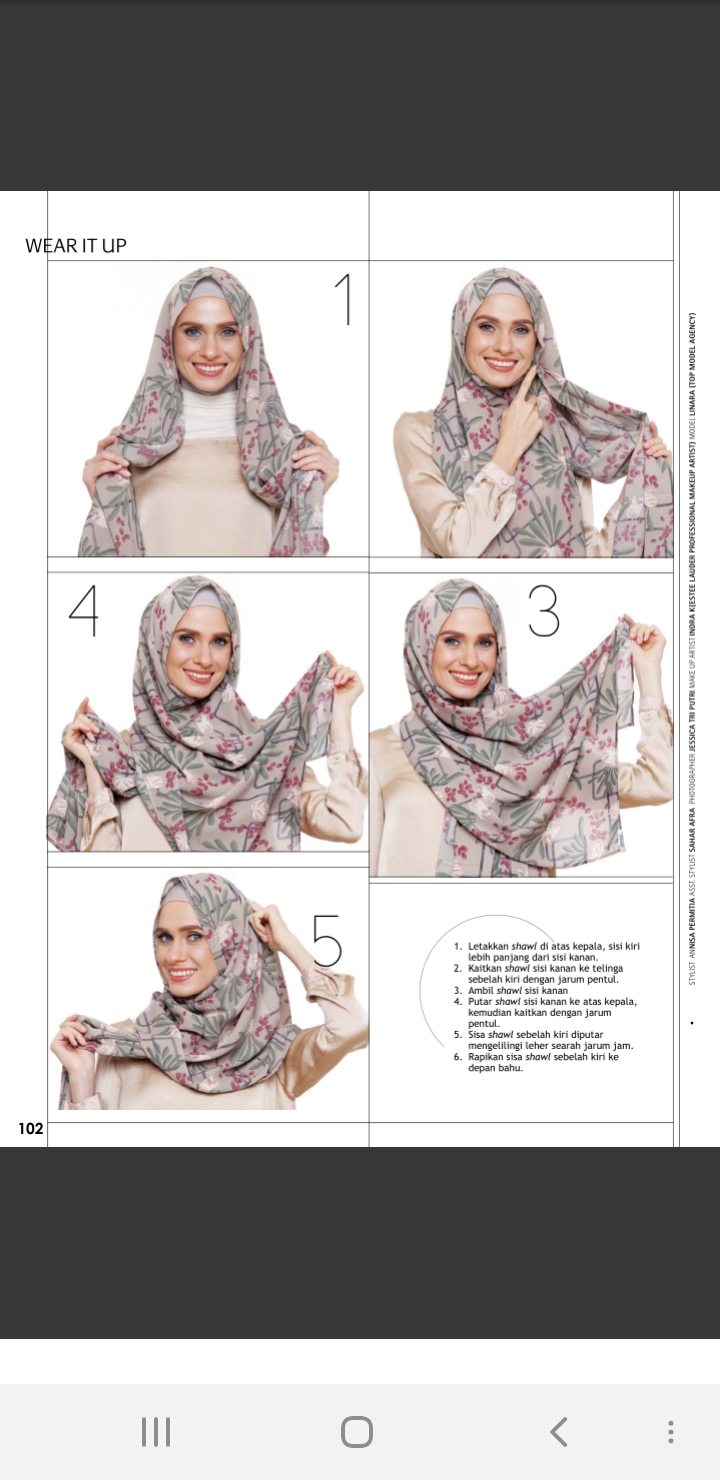 WEAR IT UP
1
4
3
5
1. Letakkan shawl di atas kepala, sisi kiri
lebih panjang dari sisi kanan.
2. Kaitkan shawl sisi kanan ke telinga
sebelah kiri dengan jarum pentul.
3. Ambil shawl sisi kanan
4. Putar shawl sisi kanan ke atas kepala,
kemudian kaitkan dengan jarum
pentul.
5. Sisa shawl sebelah kiri diputar
mengelilingi leher searah jarum jam.
6. Rapikan sisa shawl sebelah kiri ke
depan bahu.
STYLIST ANNISA PERMITIA ASST. STYLIST SAHAR AFRA PHOTOGRAPHER JESSICA TRI PUTRI MAKE UP ARTIST INDRA K(ESTEE LAUDER PROFESSIONAL MAKEUP ARTIST) MODEL LINARA (TOP MODEL AGENCY)
102